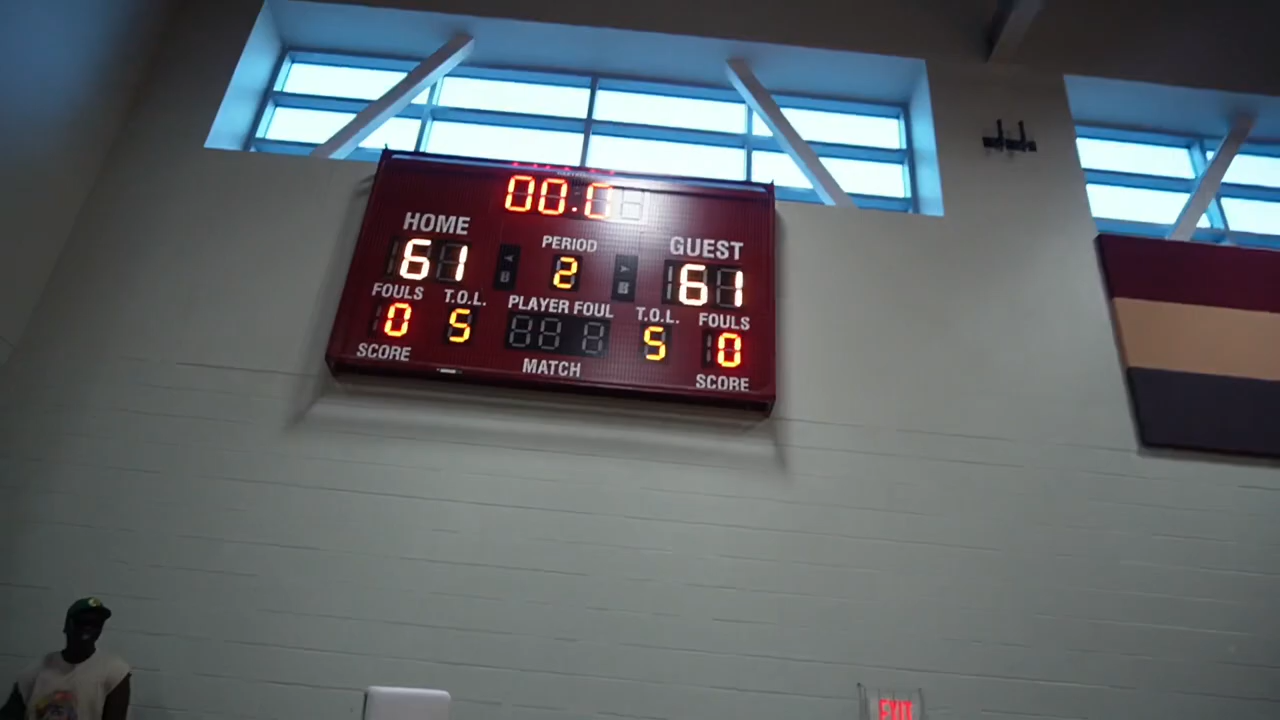 00:0
HOME
PERIOD
GUEST
61
2
61
FOULS
T.O.L.
PLAYER FOUL
T.O.L.
FOULS
0
5
5
0
SCORE
MATCH
SCORE
EXIT